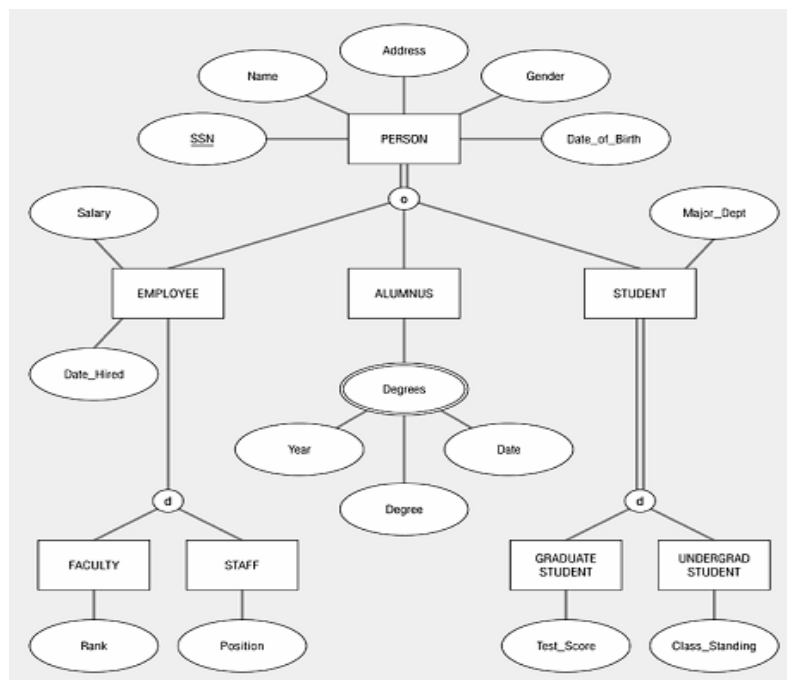 Address
Name
Gender
SSN
PERSON
Date_of_Birth
o
Salary
Major_Dept
EMPLOYEE
ALUMNUS
STUDENT
Date_Hired
Degrees
Year
Date
Degree
d
d
FACULTY
STAFF
GRADUATE
STUDENT
UNDERGRAD
STUDENT
Rank
Position
Test_Score
Class_Standing